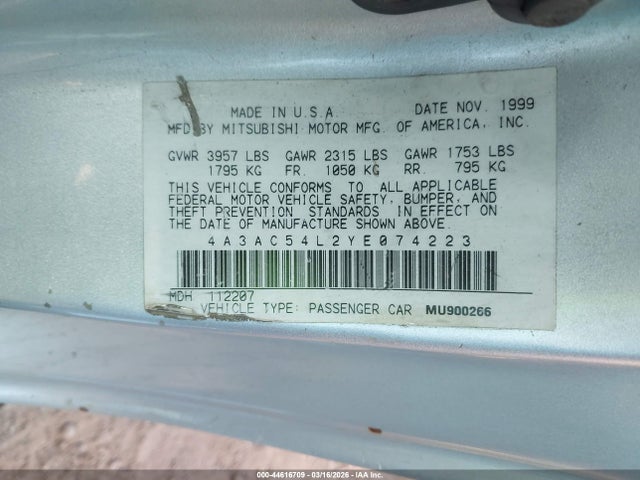 MADE IN U.S.A. DATE NOV. 1999
MFD BY MITSUBISHI MOTOR MFG. OF AMERICA, INC.
GVWR 3957 LBS GAWR 2315 LBS GAWR 1753 LBS
1795 KG FR. 1050 KG RR. 795 KG
THIS VEHICLE CONFORMS TO ALL APPLICABLE
FEDERAL MOTOR VEHICLE SAFETY, BUMPER, AND
THEFT PREVENTION STANDARDS IN EFFECT ON
THE DATE OF MANUFACTURE SHOWN ABOVE.
4A3AC54L2YE074223
MDH 112207
VEHICLE TYPE: PASSENGER CAR MU900266
000-44616709 | 03/16/2026 | IAA, Inc.